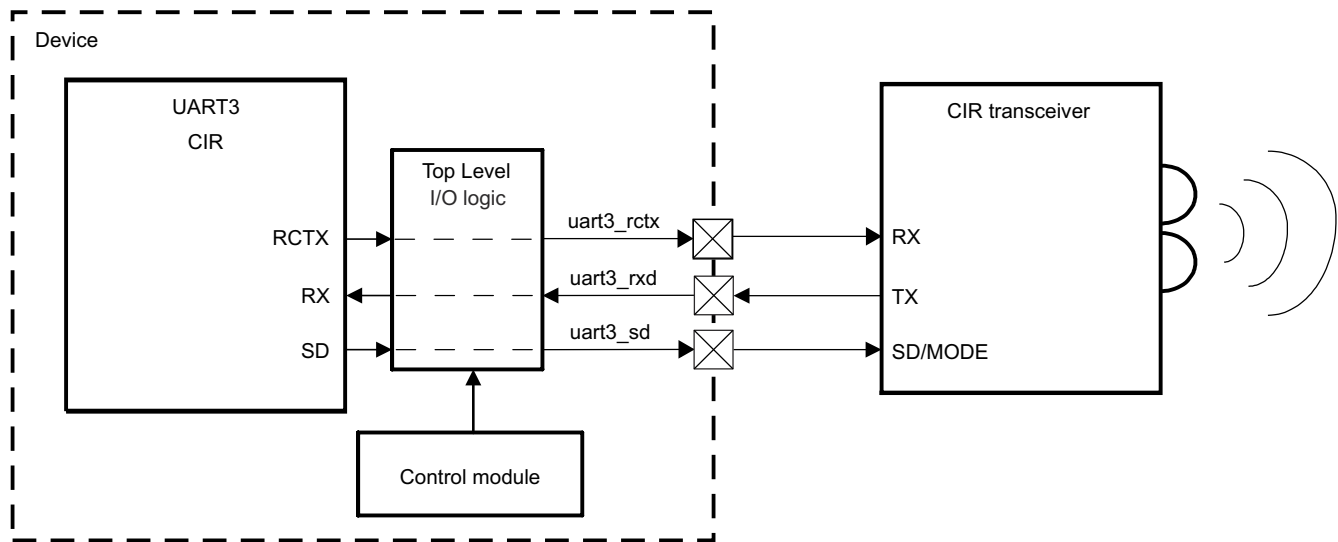 Device
UART3
CIR
CIR transceiver
Top Level
I/O logic
RCTX
uart3_rctx
RX
RX
uart3_rxd
TX
SD
uart3_sd
SD/MODE
Control module